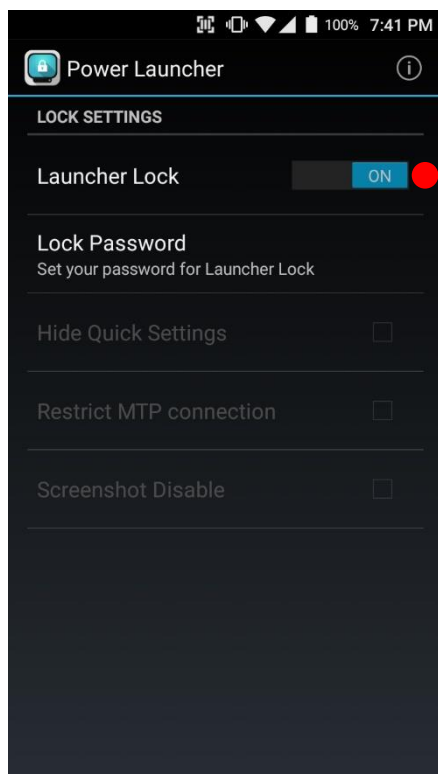 100% 7:41 PM
Power Launcher
LOCK SETTINGS
Launcher Lock ON
Lock Password
Set your password for Launcher Lock
Hide Quick Settings
Restrict MTP connection
Screenshot Disable